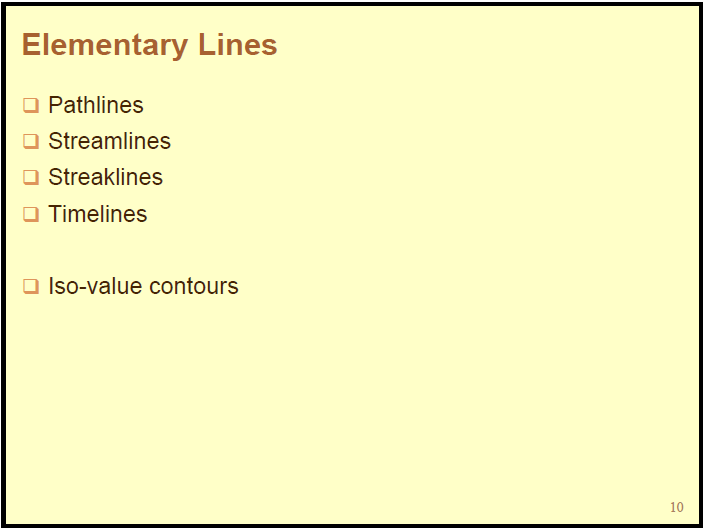 Elementary Lines
❑ Pathlines
❑ Streamlines
❑ Streaklines
❑ Timelines
❑ Iso-value contours
10